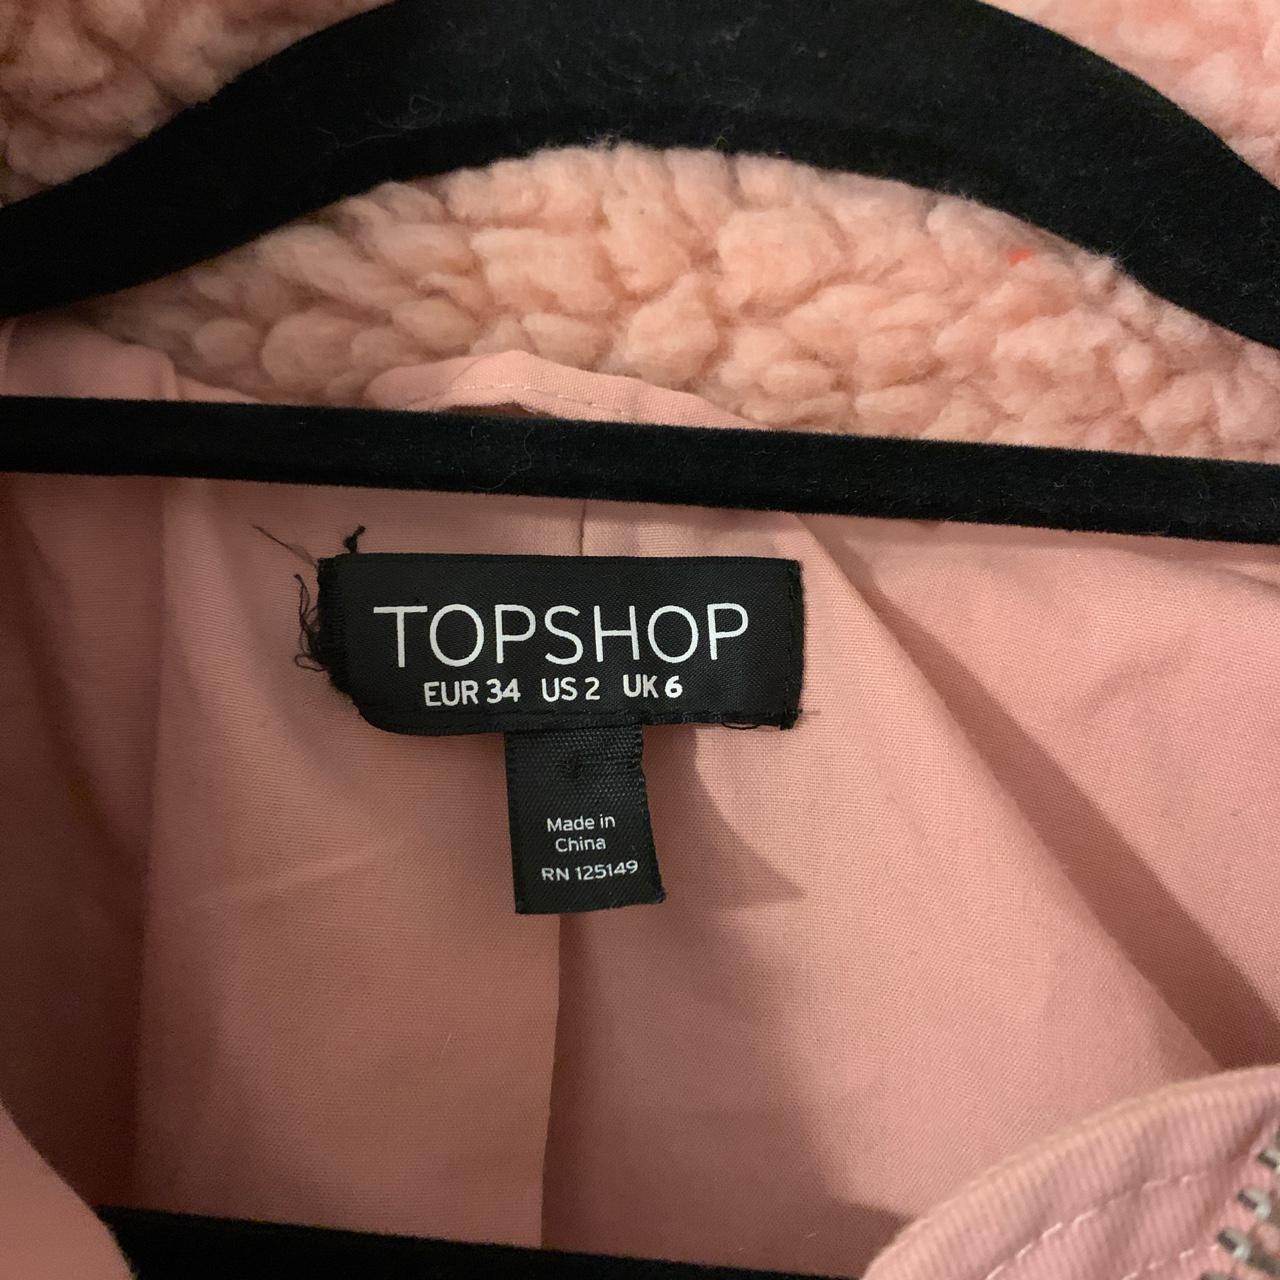 TOPSHOP
EUR 34 US 2 UK 6
Made in
China
RN 125149